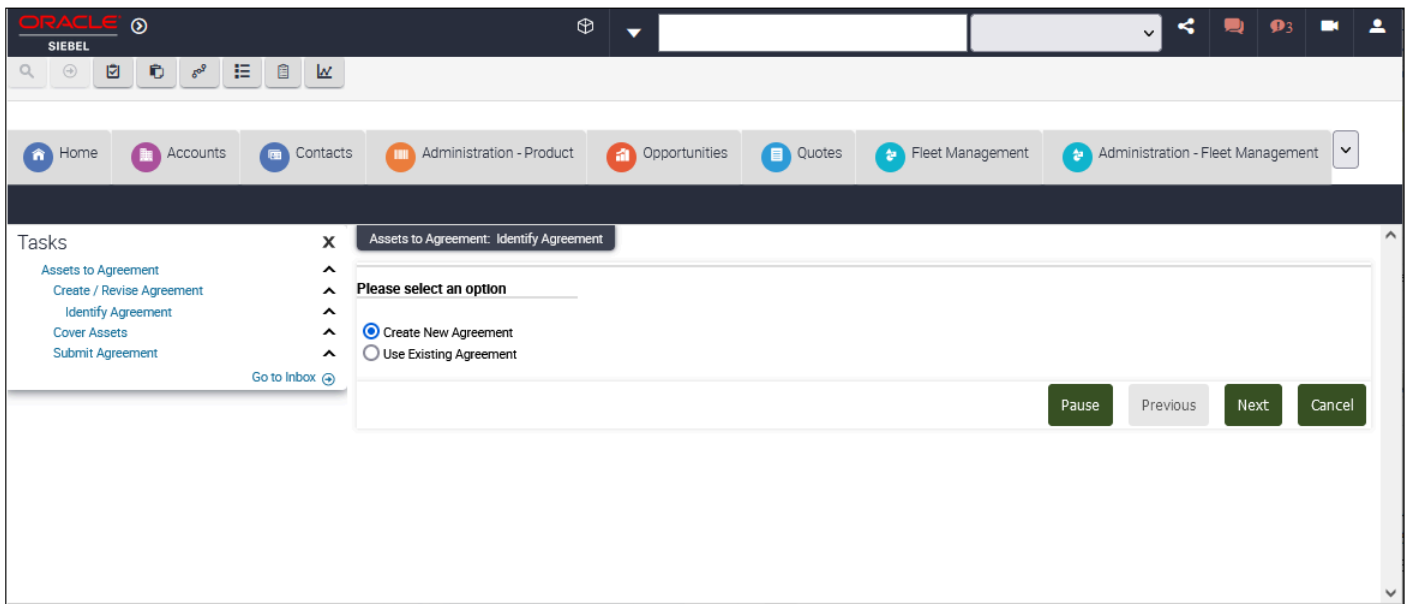 ORACLE
SIEBEL
3
Home
Accounts
Contacts
Administration - Product
Opportunities
Quotes
Fleet Management
Administration - Fleet Management
Tasks
X
Assets to Agreement
Create / Revise Agreement
Identify Agreement
Cover Assets
Submit Agreement
Go to Inbox
Assets to Agreement: Identify Agreement
Please select an option
Create New Agreement
Use Existing Agreement
Pause
Previous
Next
Cancel